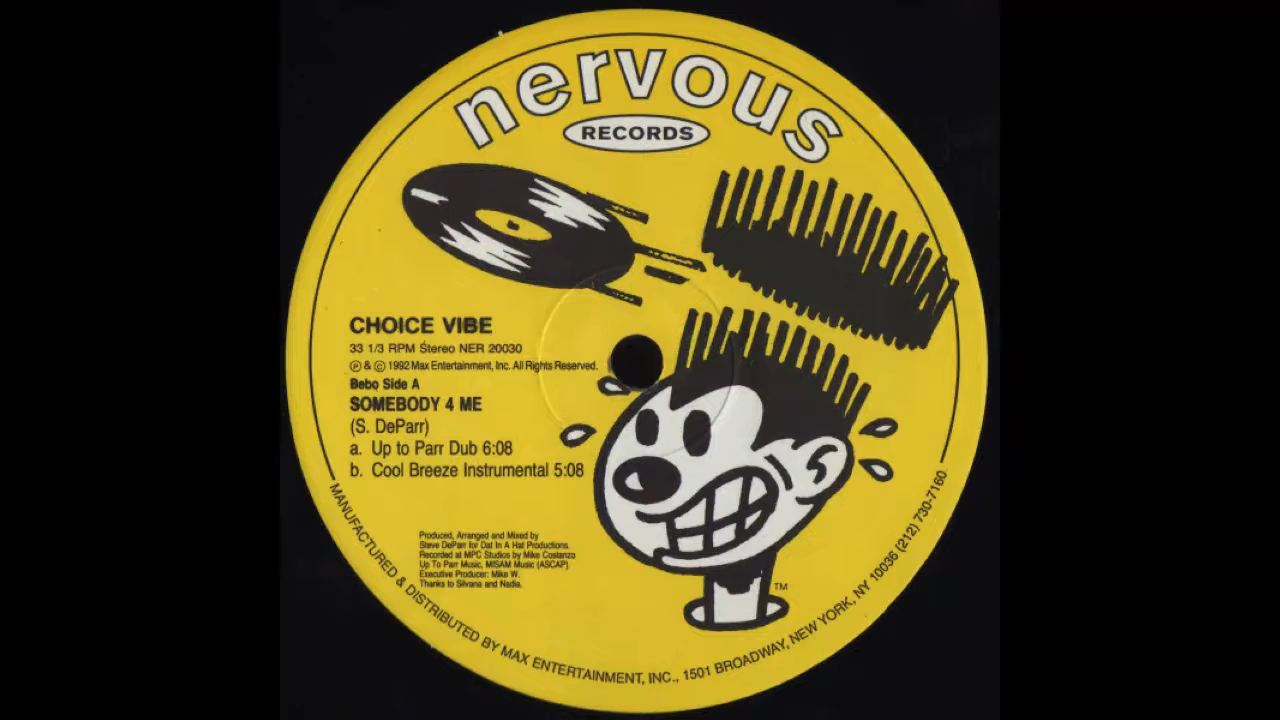 nervous
RECORDS
CHOICE VIBE
33 1/3 RPM Stereo NER 20030
Ⓟ & © 1992 Max Entertainment, Inc. All Rights Reserved.
Bebo Side A
SOMEBODY 4 ME
(S. DeParr)
a. Up to Parr Dub 6:08
b. Cool Breeze Instrumental 5:08
Produced, Arranged and Mixed by
Steve DeParr for Dat In A Hat Productions.
Recorded at MPC Studios by Mike Costanzo
Up To Parr Music, MISAM Music (ASCAP).
Executive Producer: Mike W.
Thanks to Silvana and Nadia.
TM
MANUFACTURED & DISTRIBUTED BY MAX ENTERTAINMENT, INC., 1501 BROADWAY, NEW YORK, NY 10036 (212) 730-7160